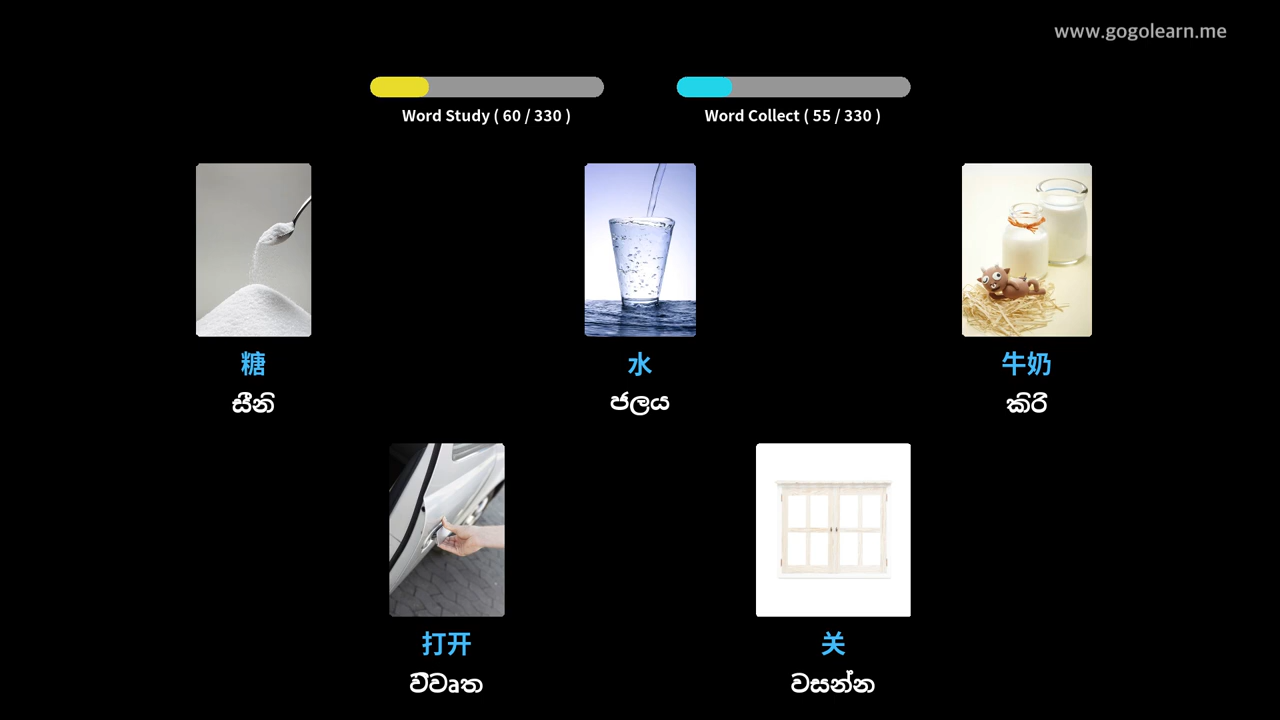 www.gogolearn.me
Word Study ( 60 / 330 )
Word Collect ( 55 / 330 )
糖
සීනි
水
ජලය
牛奶
කිරි
打开
විවෘත
关
වසන්න